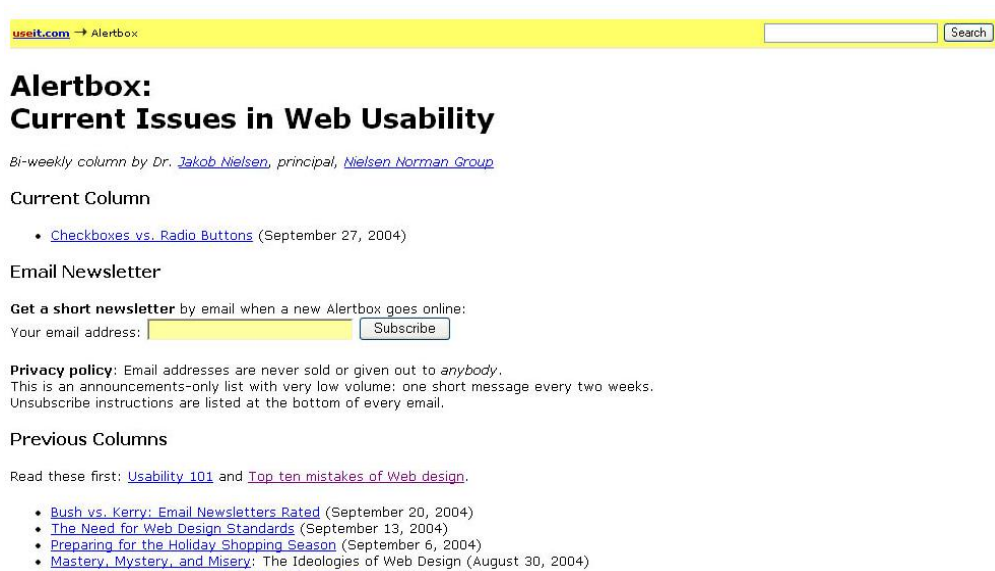 useit.com → Alertbox Search
Alertbox:
Current Issues in Web Usability
Bi-weekly column by Dr. Jakob Nielsen, principal, Nielsen Norman Group
Current Column
• Checkboxes vs. Radio Buttons (September 27, 2004)
Email Newsletter
Get a short newsletter by email when a new Alertbox goes online:
Your email address: Subscribe
Privacy policy: Email addresses are never sold or given out to anybody.
This is an announcements-only list with very low volume: one short message every two weeks.
Unsubscribe instructions are listed at the bottom of every email.
Previous Columns
Read these first: Usability 101 and Top ten mistakes of Web design.
• Bush vs. Kerry: Email Newsletters Rated (September 20, 2004)
• The Need for Web Design Standards (September 13, 2004)
• Preparing for the Holiday Shopping Season (September 6, 2004)
• Mastery, Mystery, and Misery: The Ideologies of Web Design (August 30, 2004)